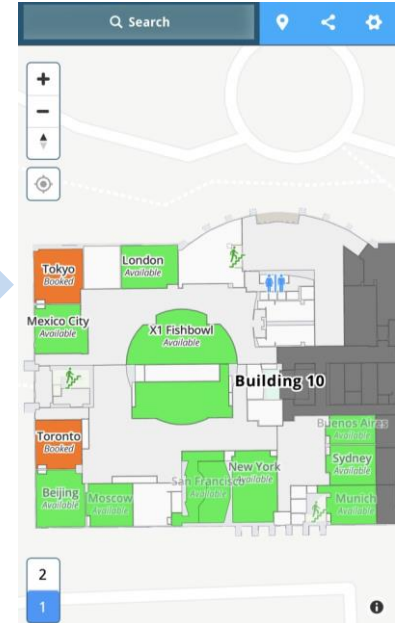 Search
+
−
London
Available
Tokyo
Booked
Mexico City
Available
X1 Fishbowl
Available
Building 10
Toronto
Booked
Buenos Aires
Available
Sydney
Available
New York
Available
San Francisco
Available
Beijing
Available
Moscow
Available
Munich
Available
2
1